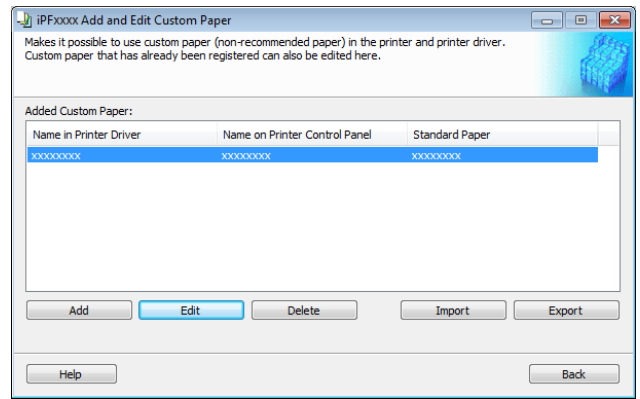 iPFxxxx Add and Edit Custom Paper
Makes it possible to use custom paper (non-recommended paper) in the printer and printer driver.
Custom paper that has already been registered can also be edited here.
Added Custom Paper:
Name in Printer Driver Name on Printer Control Panel Standard Paper
xxxxxxxx xxxxxxxx xxxxxxxx
Add Edit Delete Import Export
Help Back